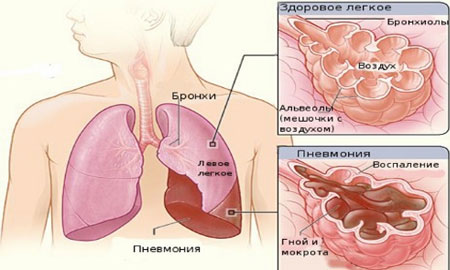 Здоровое легкое
Бронхиолы
Воздух
Альвеолы
(мешочки с
воздухом)
Бронхи
Левое
легкое
Пневмония
Пневмония
Воспаление
Гной и
мокрота